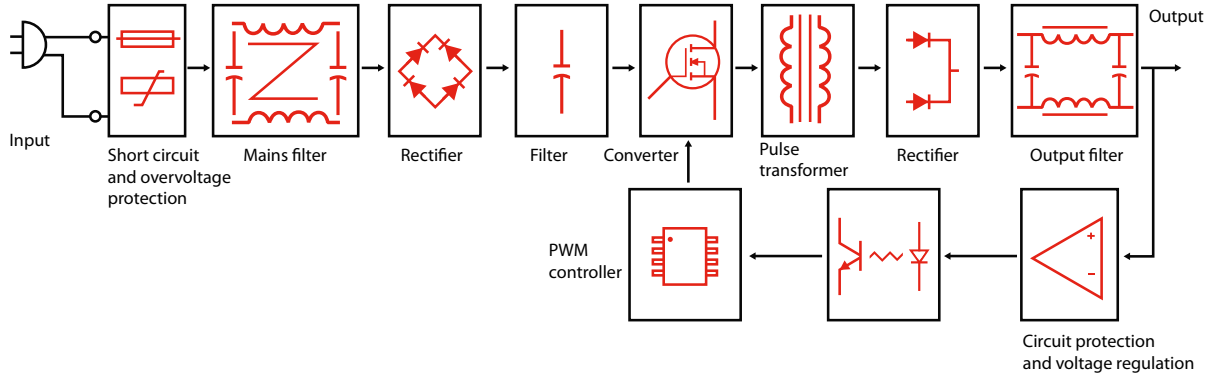 Output
Input
Short circuit
and overvoltage
protection
Mains filter
Rectifier
Filter
Converter
Pulse
transformer
Rectifier
Output filter
PWM
controller
+
−
Circuit protection
and voltage regulation